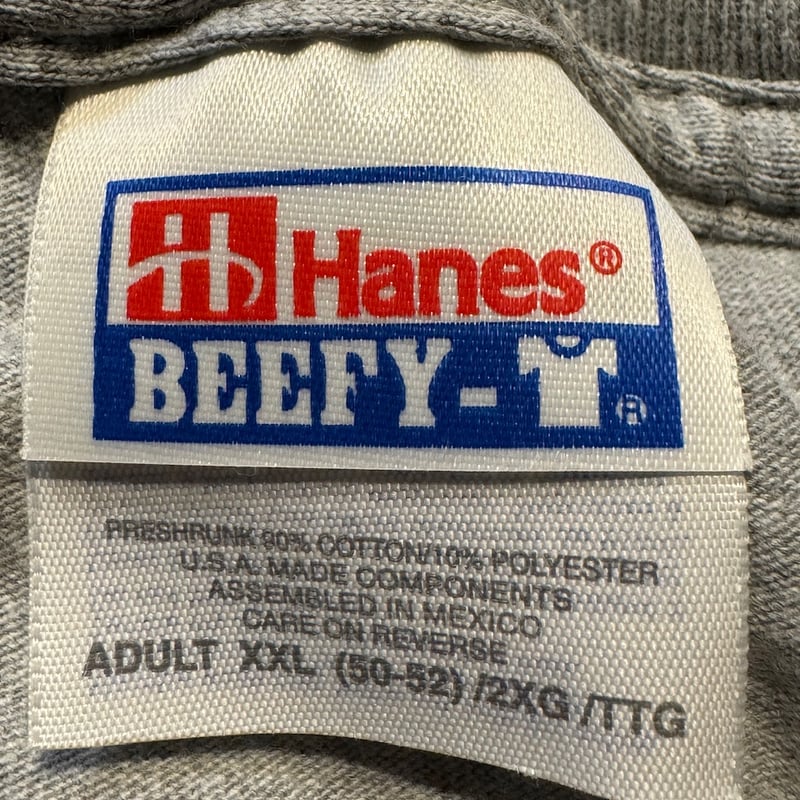 H Hanes®
BEEFY-T®
PRESHRUNK 90% COTTON/10% POLYESTER
U.S.A. MADE COMPONENTS
ASSEMBLED IN MEXICO
CARE ON REVERSE
ADULT XXL (50-52) /2XG /TTG